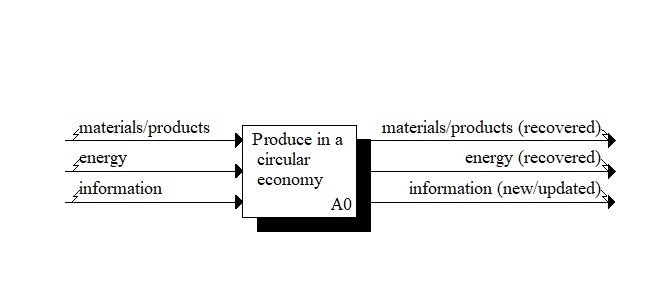 materials/products
energy
information
Produce in a
circular
economy
A0
materials/products (recovered)
energy (recovered)
information (new/updated)